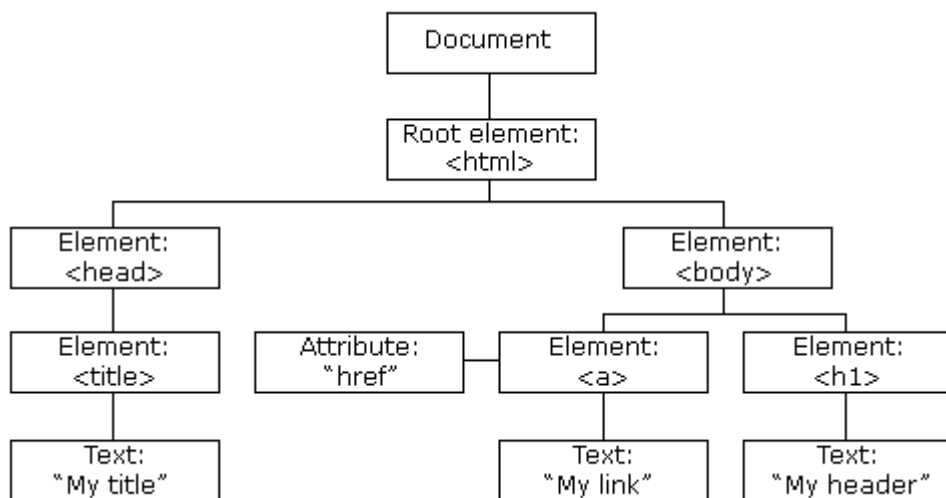 Document
Root element:
<html>
Element:
<head>
Element:
<body>
Element:
<title>
Attribute:
“href”
Element:
<a>
Element:
<h1>
Text:
“My title”
Text:
“My link”
Text:
“My header”